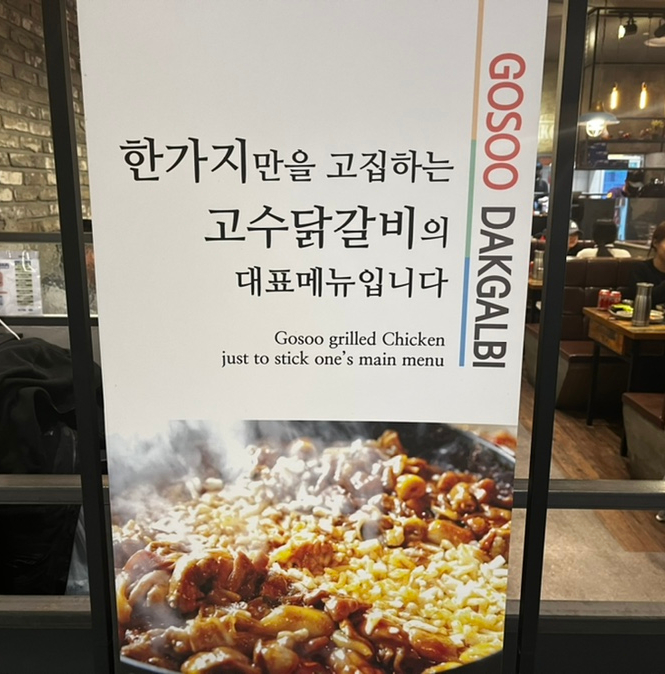 한가지만을 고집하는
고수닭갈비의
대표메뉴입니다
Gosoo grilled Chicken
just to stick one's main menu
GOSOO DAKGALBI